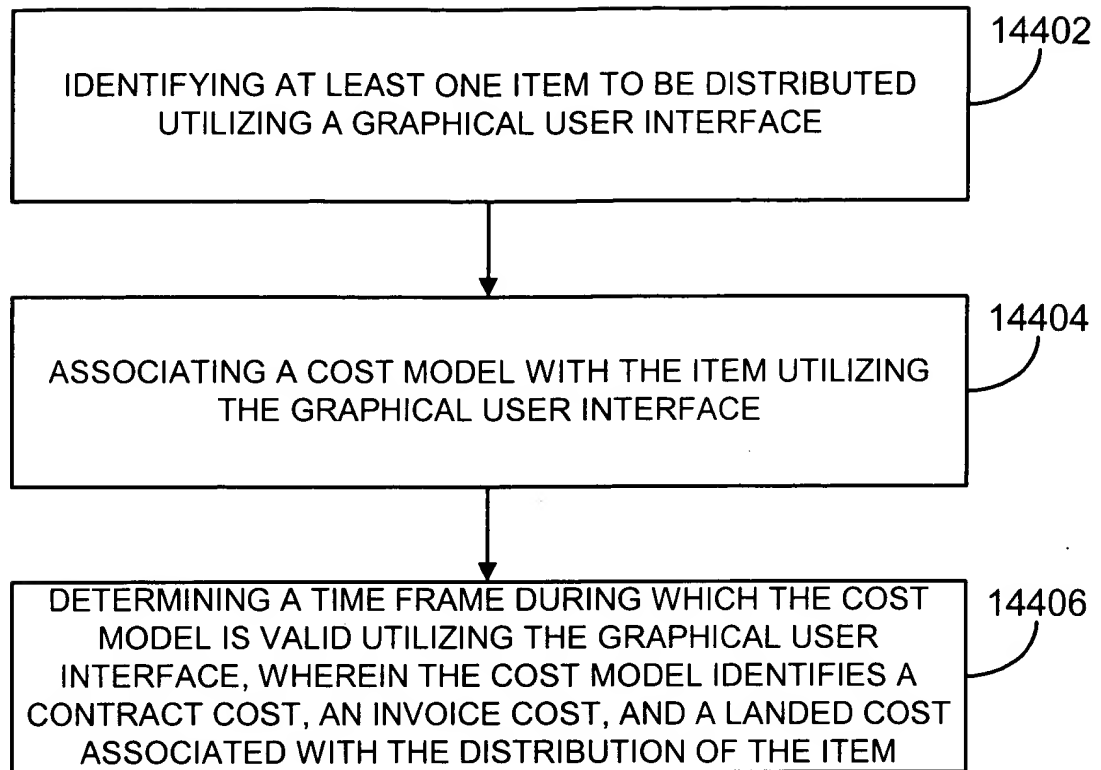 14402
IDENTIFYING AT LEAST ONE ITEM TO BE DISTRIBUTED
UTILIZING A GRAPHICAL USER INTERFACE
14404
ASSOCIATING A COST MODEL WITH THE ITEM UTILIZING
THE GRAPHICAL USER INTERFACE
14406
DETERMINING A TIME FRAME DURING WHICH THE COST
MODEL IS VALID UTILIZING THE GRAPHICAL USER
INTERFACE, WHEREIN THE COST MODEL IDENTIFIES A
CONTRACT COST, AN INVOICE COST, AND A LANDED COST
ASSOCIATED WITH THE DISTRIBUTION OF THE ITEM